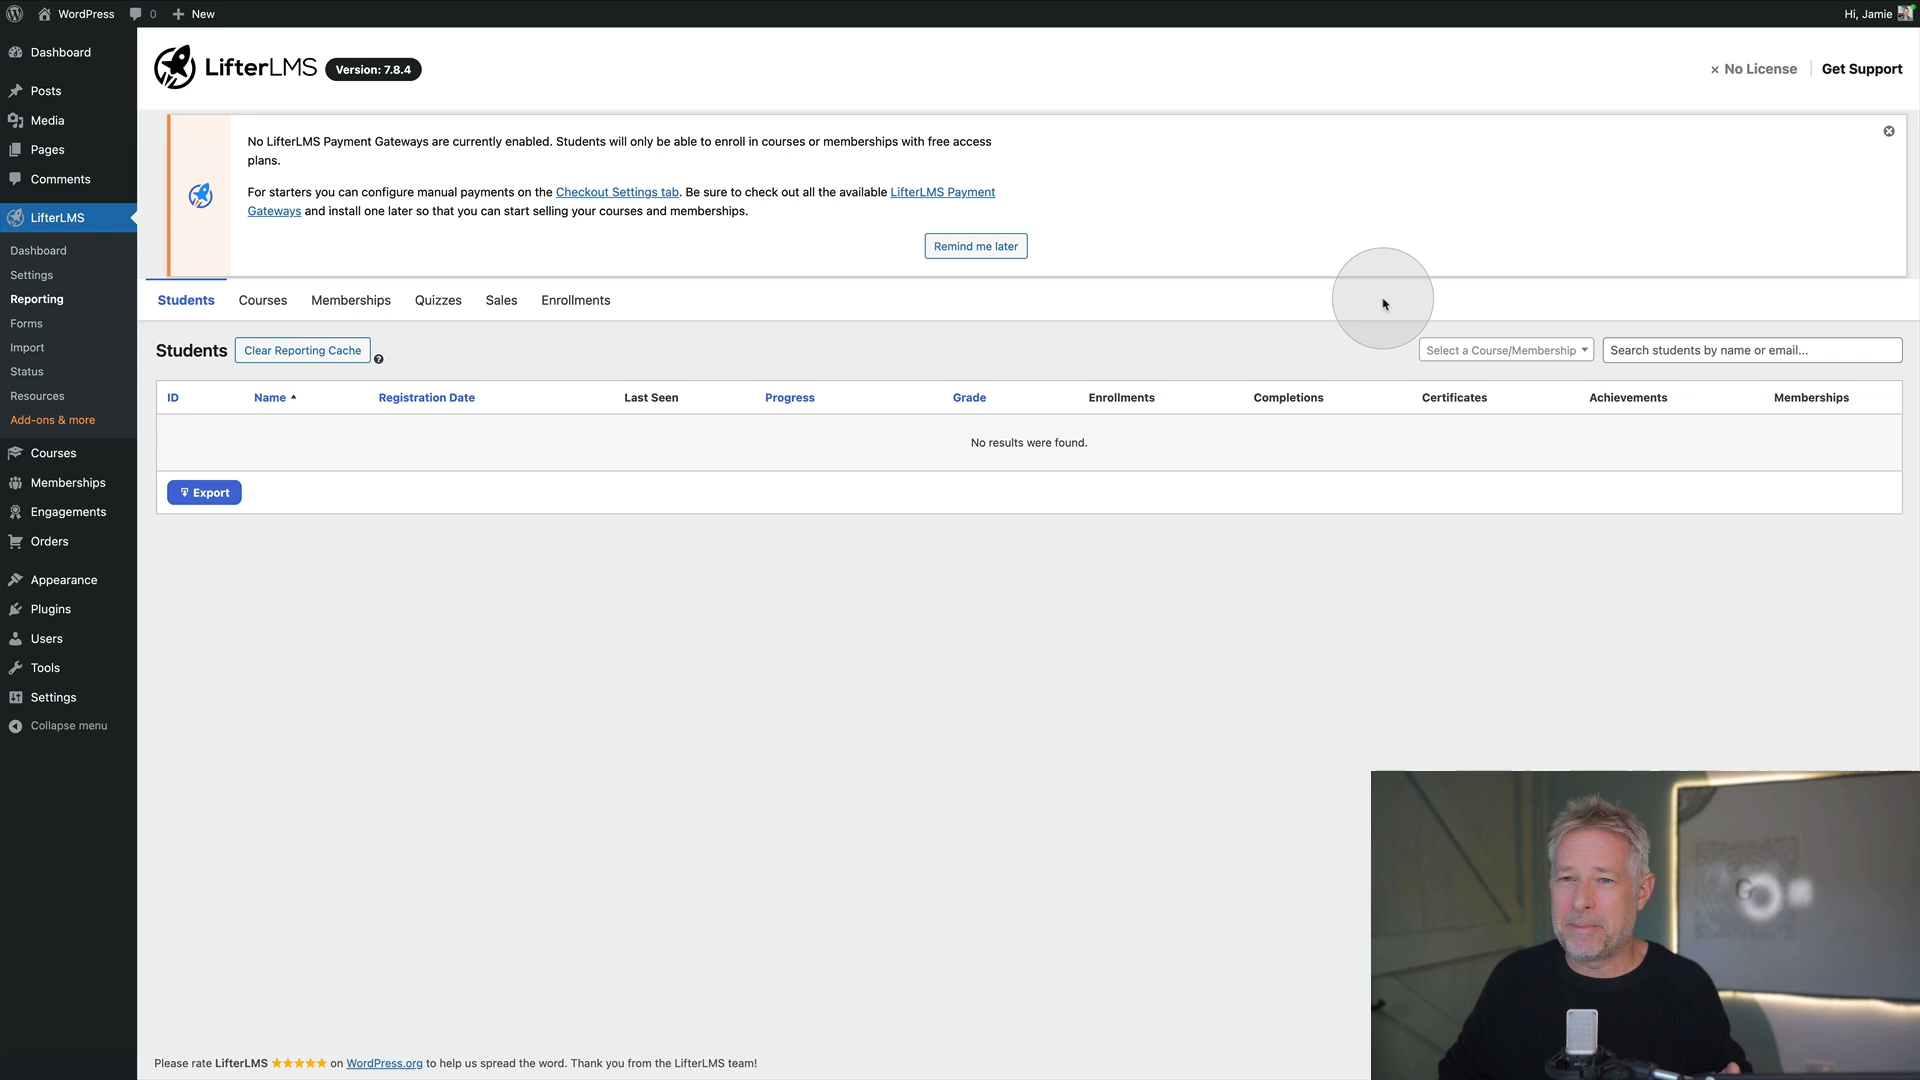 WordPress 0 New Hi, Jamie
Dashboard
Posts
Media
Pages
Comments
LifterLMS
Dashboard
Settings
Reporting
Forms
Import
Status
Resources
Add-ons & more
Courses
Memberships
Engagements
Orders
Appearance
Plugins
Users
Tools
Settings
Collapse menu
LifterLMS Version: 7.8.4
× No License Get Support
No LifterLMS Payment Gateways are currently enabled. Students will only be able to enroll in courses or memberships with free access
plans.
For starters you can configure manual payments on the Checkout Settings tab. Be sure to check out all the available LifterLMS Payment
Gateways and install one later so that you can start selling your courses and memberships.
Remind me later
Students Courses Memberships Quizzes Sales Enrollments
Students Clear Reporting Cache ? Select a Course/Membership Search students by name or email...
ID Name Registration Date Last Seen Progress Grade Enrollments Completions Certificates Achievements Memberships
No results were found.
Export
Please rate LifterLMS ★★★★★ on WordPress.org to help us spread the word. Thank you from the LifterLMS team!